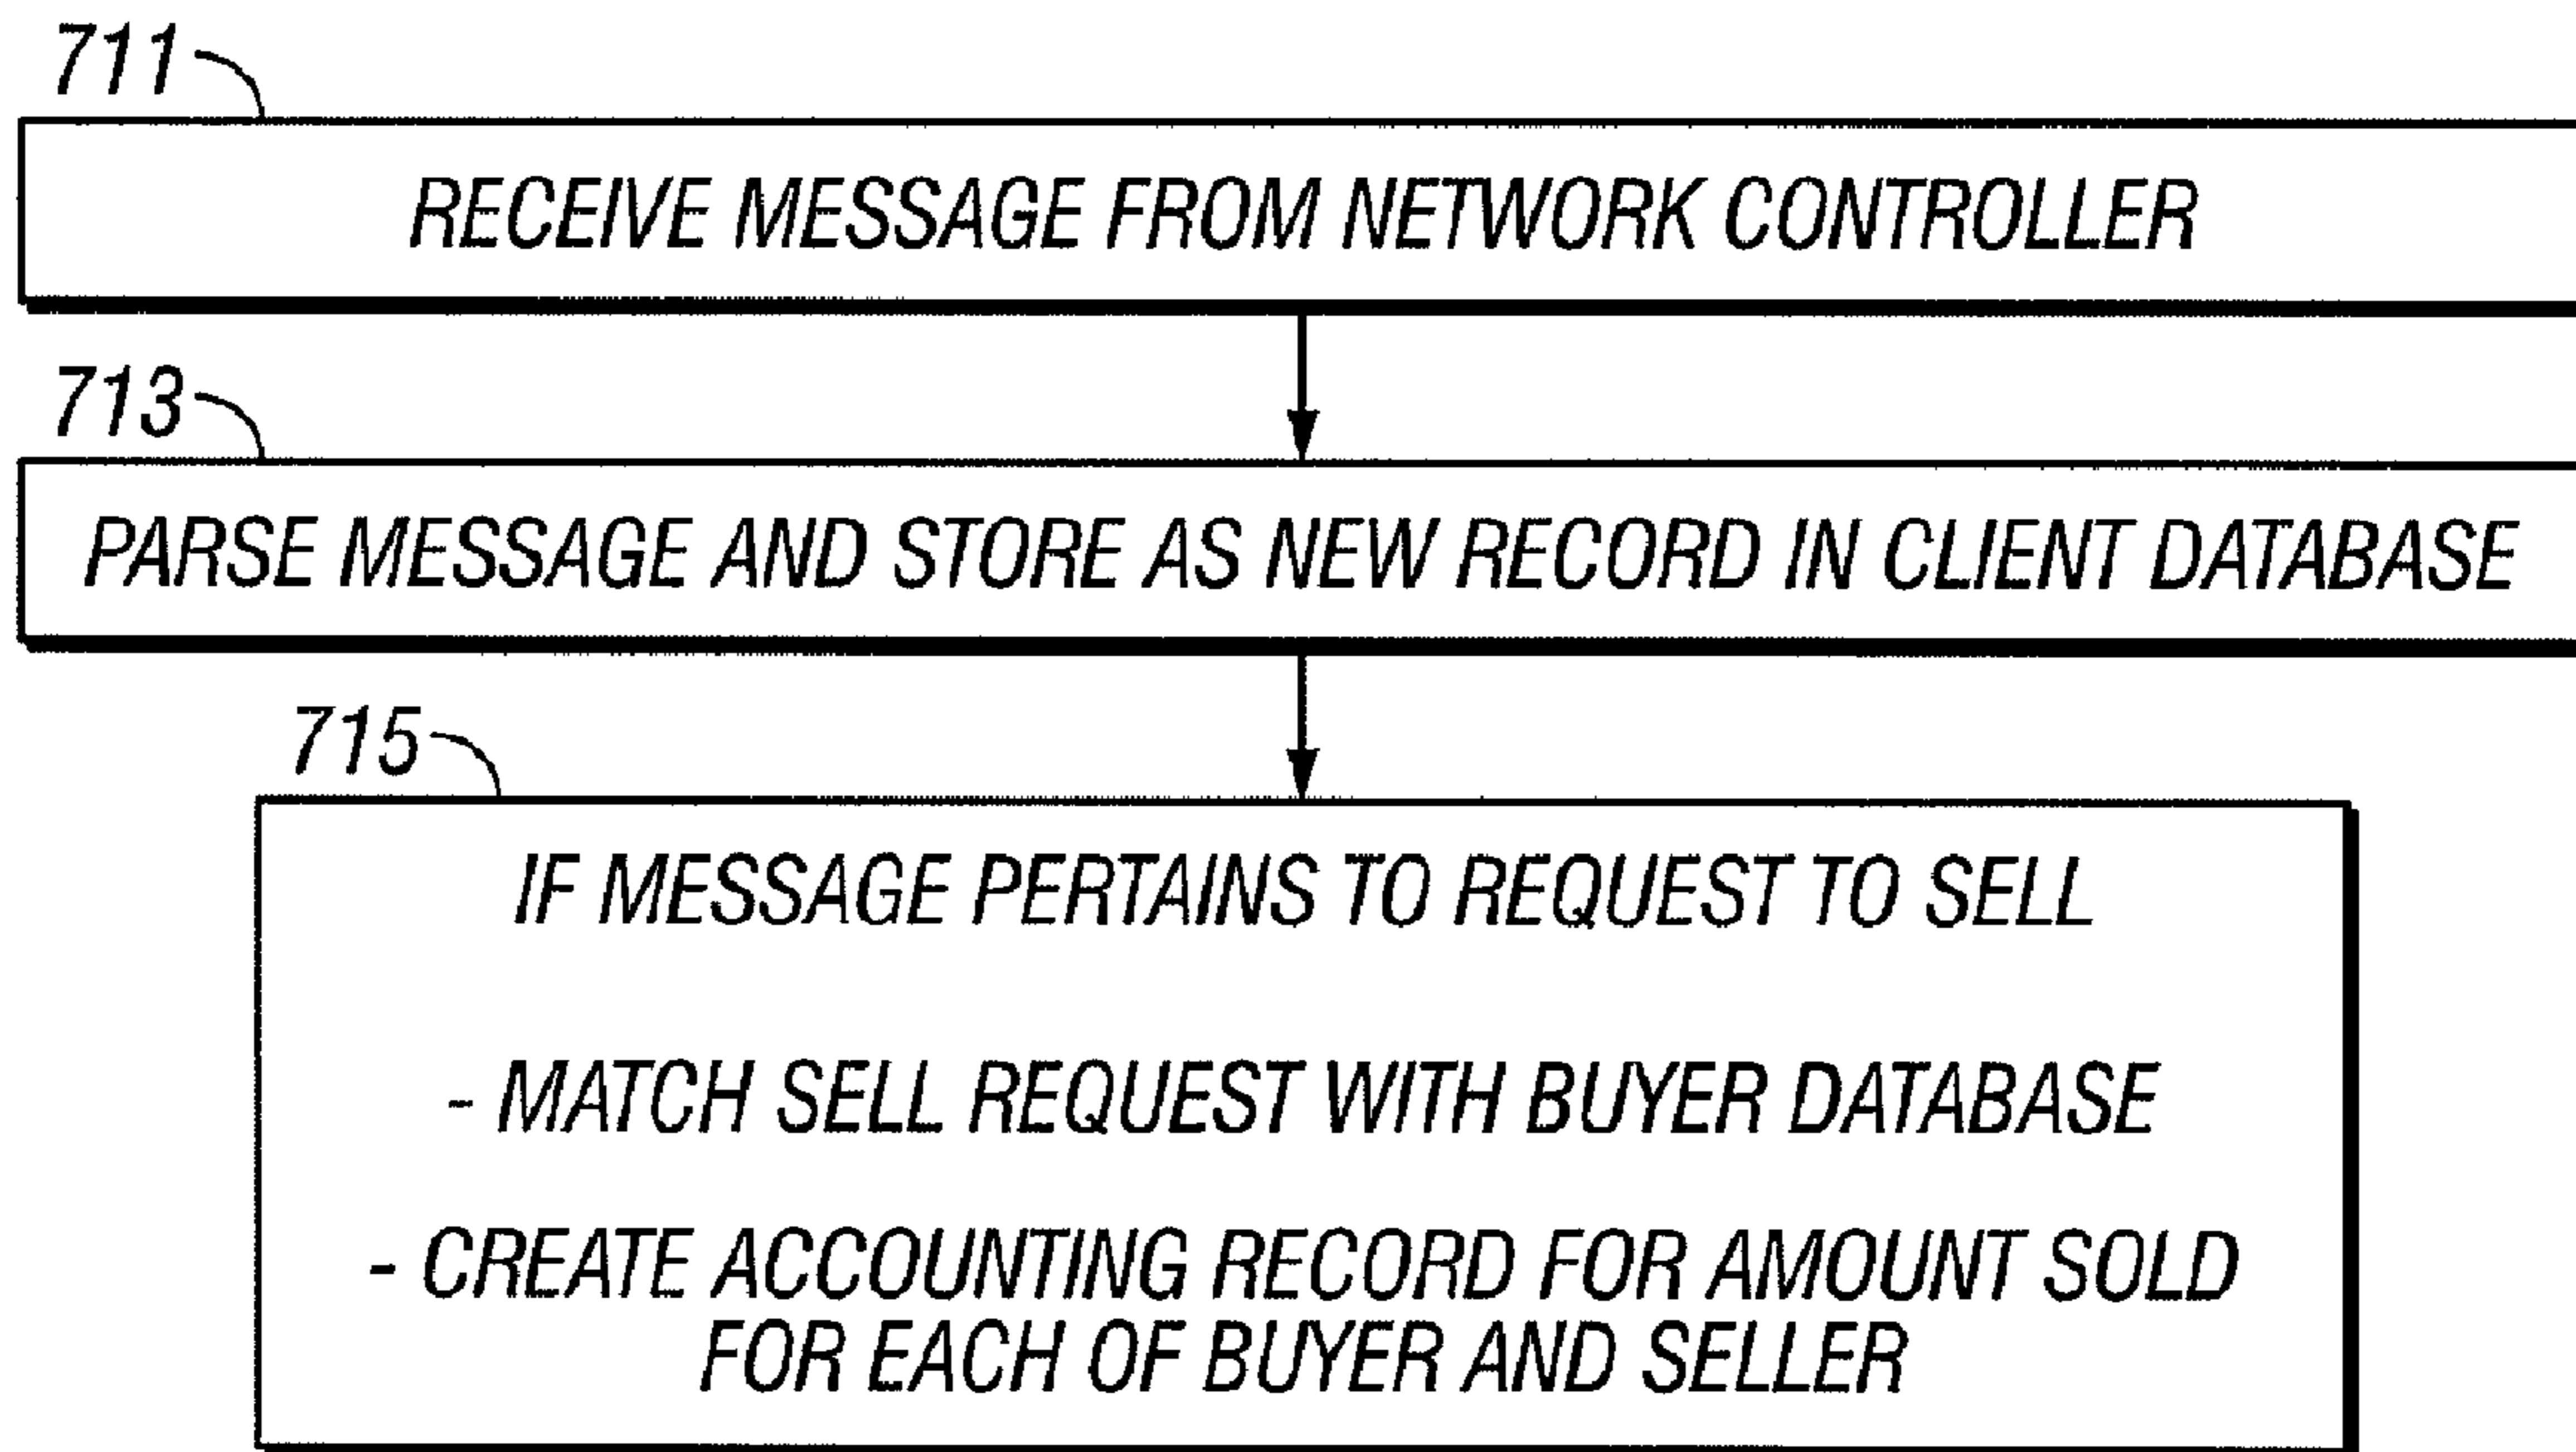 711
RECEIVE MESSAGE FROM NETWORK CONTROLLER
713
PARSE MESSAGE AND STORE AS NEW RECORD IN CLIENT DATABASE
715
IF MESSAGE PERTAINS TO REQUEST TO SELL
- MATCH SELL REQUEST WITH BUYER DATABASE
- CREATE ACCOUNTING RECORD FOR AMOUNT SOLD
FOR EACH OF BUYER AND SELLER